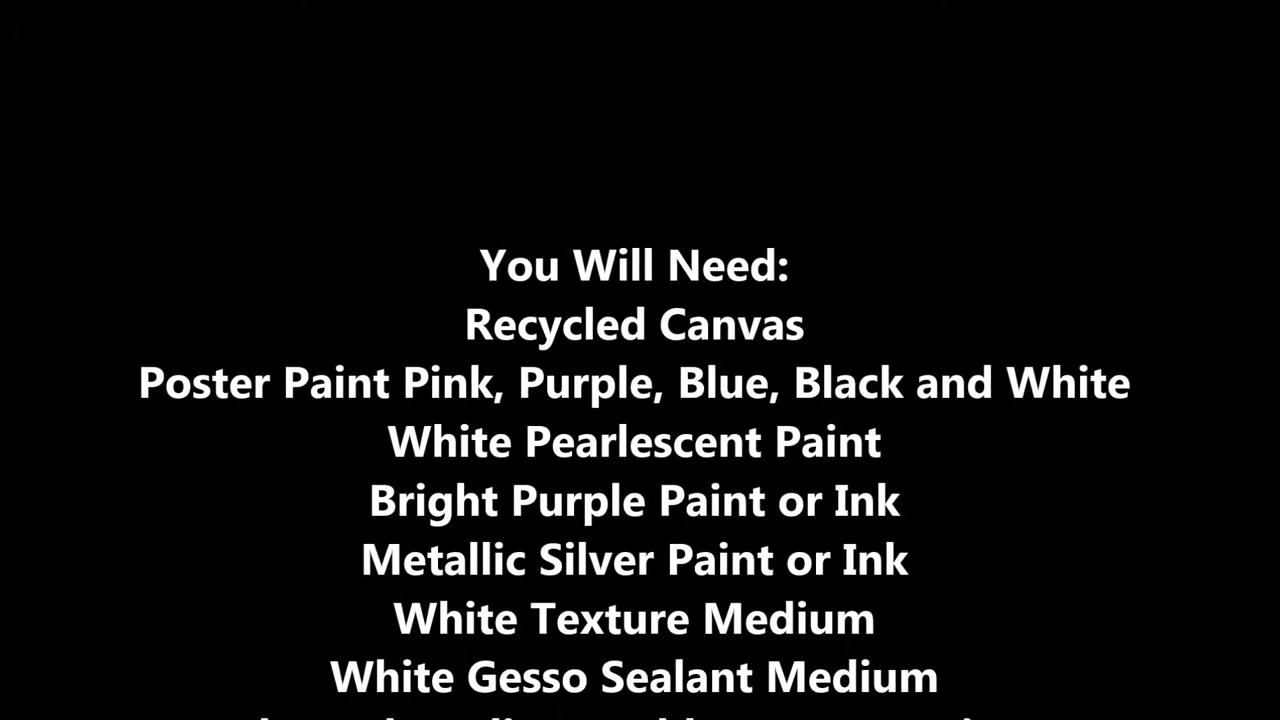 You Will Need:
Recycled Canvas
Poster Paint Pink, Purple, Blue, Black and White
White Pearlescent Paint
Bright Purple Paint or Ink
Metallic Silver Paint or Ink
White Texture Medium
White Gesso Sealant Medium